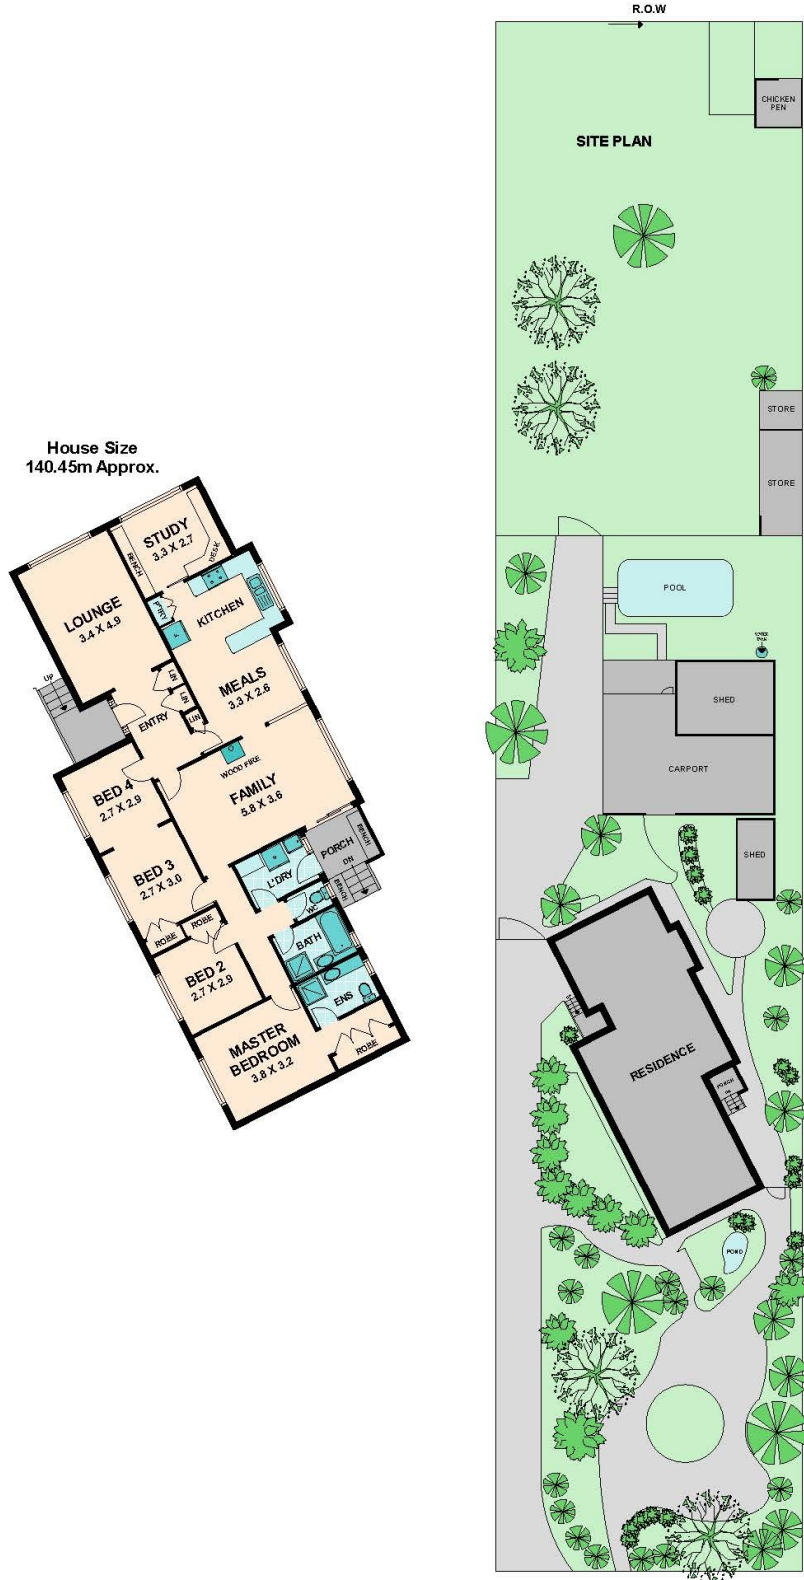 R.O.W
CHICKEN
PEN
SITE PLAN
STORE
STORE
House Size
140.45m Approx.
STUDY
3.3 X 2.7
BENCH
DESK
LOUNGE
3.4 X 4.9
P'TRY
F
KITCHEN
UP
LIN
LIN
LIN
MEALS
3.3 X 2.6
ENTRY
WOOD FIRE
FAMILY
5.8 X 3.6
BED 4
2.7 X 2.9
PORCH
DN
BENCH
BENCH
BED 3
2.7 X 3.0
L'DRY
WC
ROBE
ROBE
BATH
BED 2
2.7 X 2.9
ENS
MASTER
BEDROOM
3.8 X 3.2
ROBE
POOL
SHED
CARPORT
SHED
RESIDENCE
PORCH
DN
POND